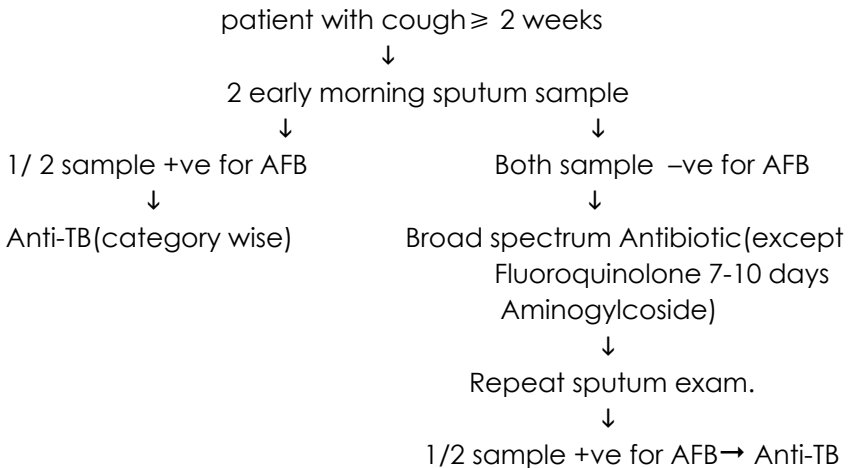 patient with cough≥ 2 weeks
↓
2 early morning sputum sample
↓ ↓
1/ 2 sample +ve for AFB Both sample –ve for AFB
↓ ↓
Anti-TB(category wise) Broad spectrum Antibiotic(except
Fluoroquinolone 7-10 days
Aminogylcoside)
↓
Repeat sputum exam.
↓
1/2 sample +ve for AFB→ Anti-TB